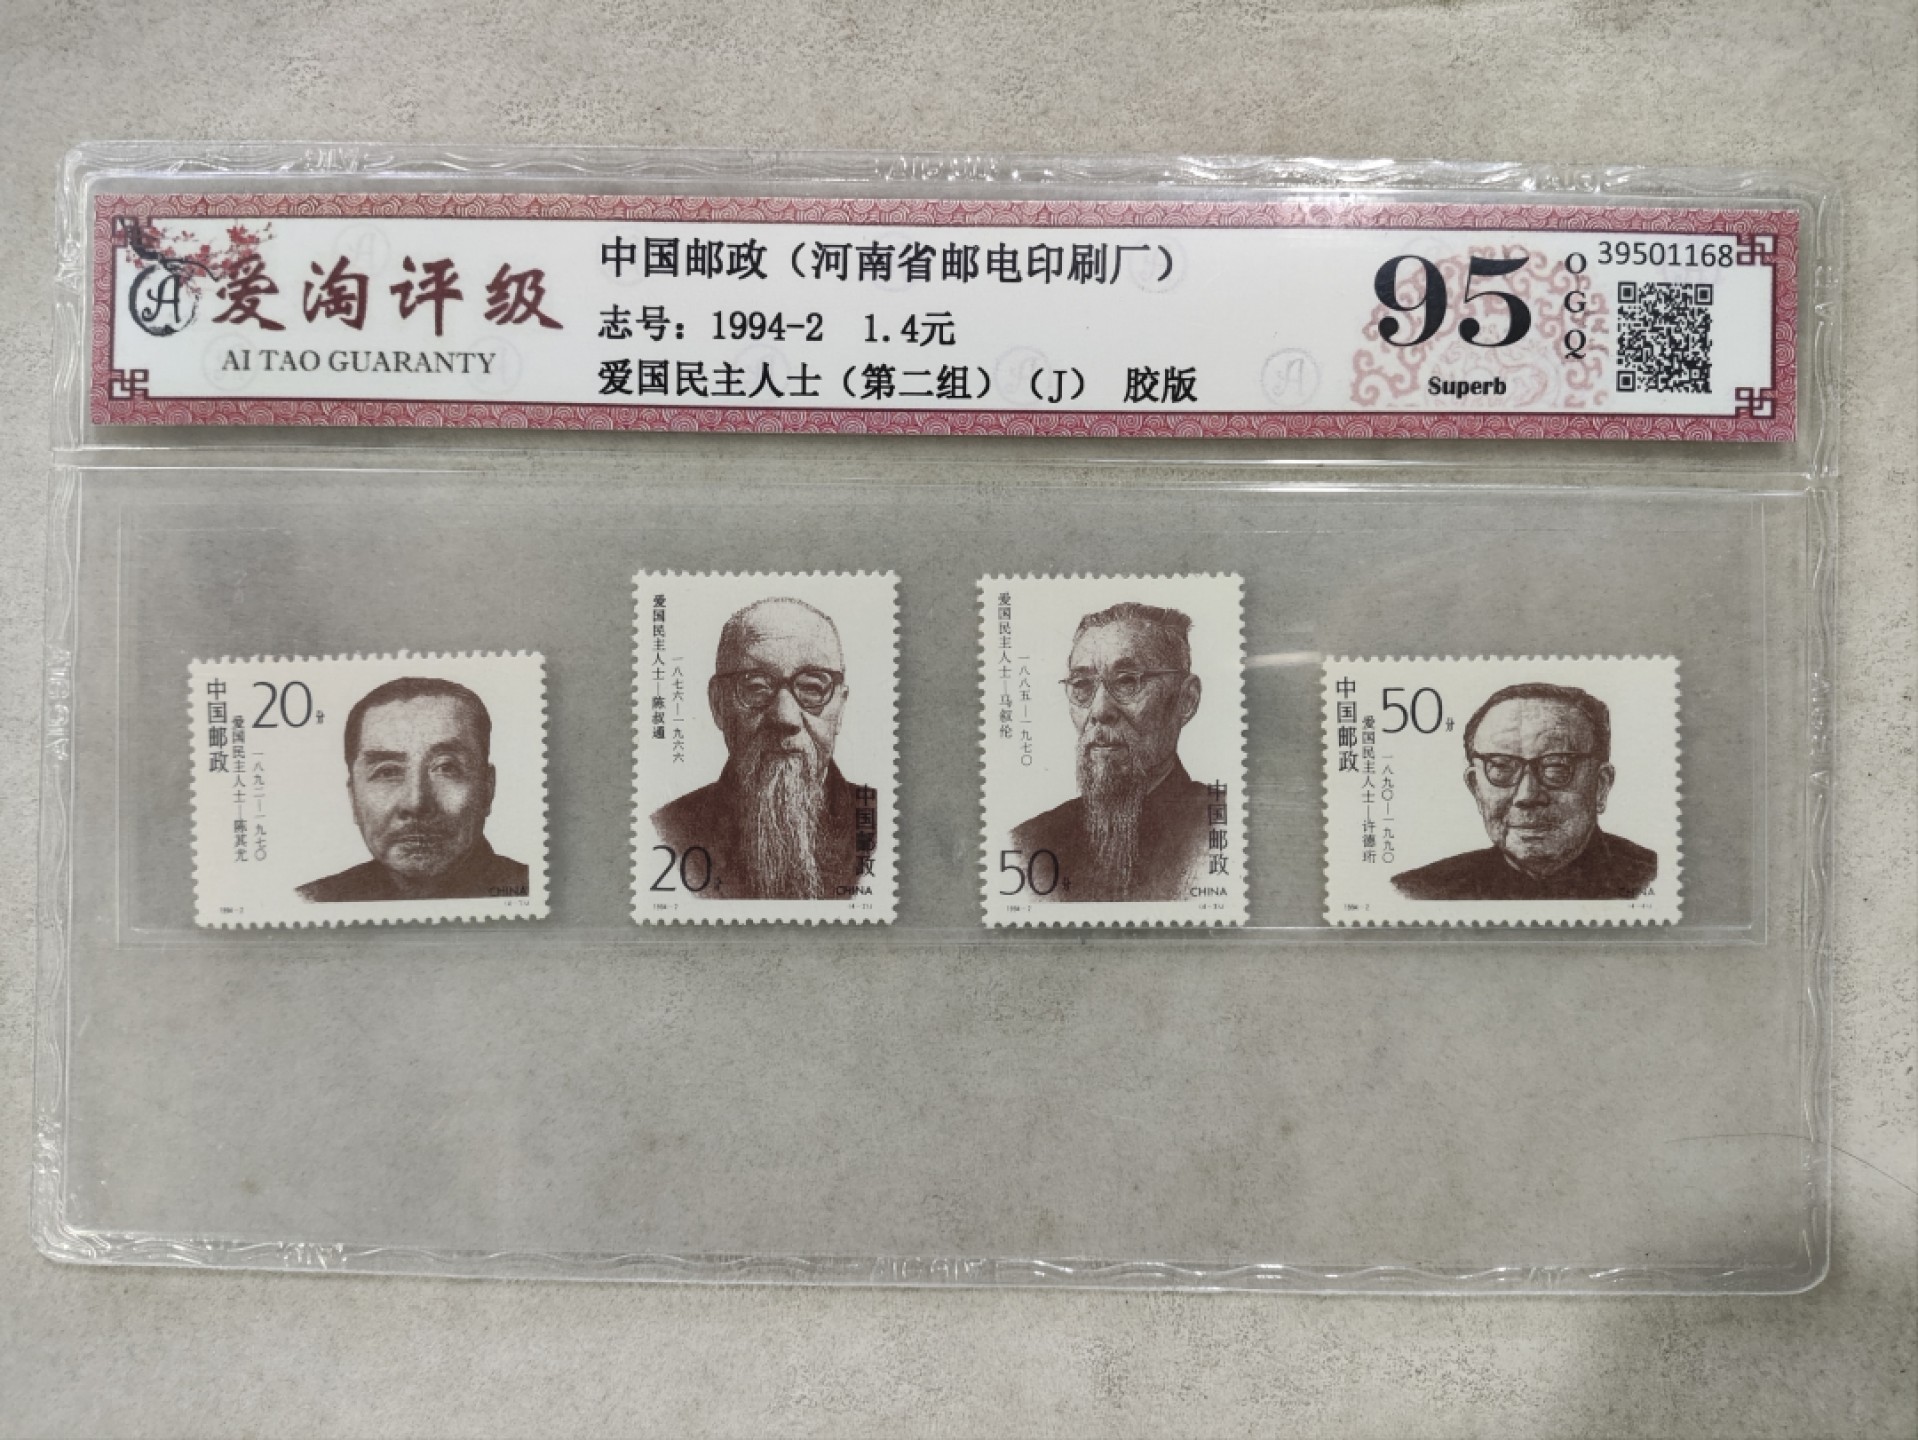 爱淘评级
AI TAO GUARANTY
中国邮政（河南省邮电印刷厂）
志号：1994-2 1.4元
爱国民主人士（第二组）（J） 胶版
95
Superb
OGQ
39501168
中国邮政
20分
爱国民主人士—陈其尤
一八九二—一九七〇
CHINA
1994-2
爱国民主人士—陈叔通
一八七六—一九六六
中国邮政
20分
CHINA
1994-2
爱国民主人士—马叙伦
一八八五—一九七〇
中国邮政
50分
CHINA
1994-2
中国邮政
50分
爱国民主人士—许德珩
一八九〇—一九九〇
CHINA
1994-2